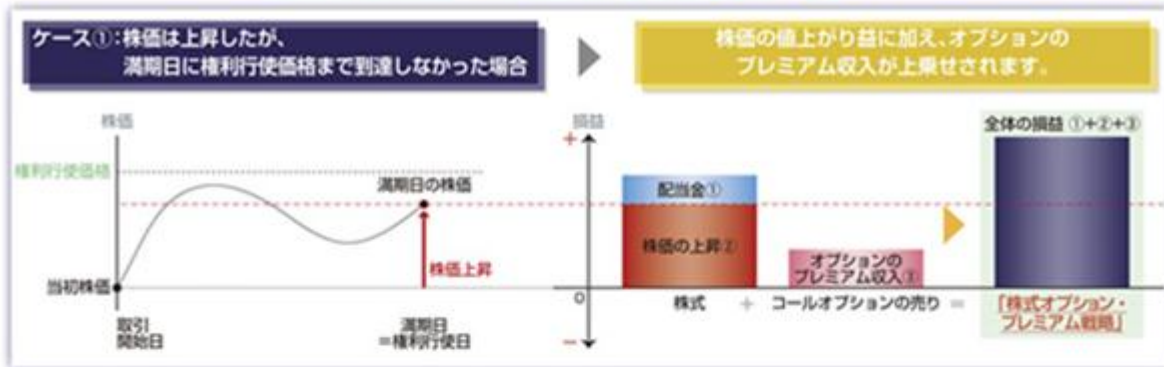 ケース①:株価は上昇したが、
満期日に権利行使価格まで到達しなかった場合
株価の値上がり益に加え、オプションの
プレミアム収入が上乗せされます。
株価
権利行使価格
満期日の株価
株価上昇
当初株価
取引
開始日
満期日
=権利行使日
損益
+
0
−
配当金①
株価の上昇②
オプションの
プレミアム収入③
株式 + コールオプションの売り =
全体の損益 ①+②+③
「株式オプション・
プレミアム戦略」